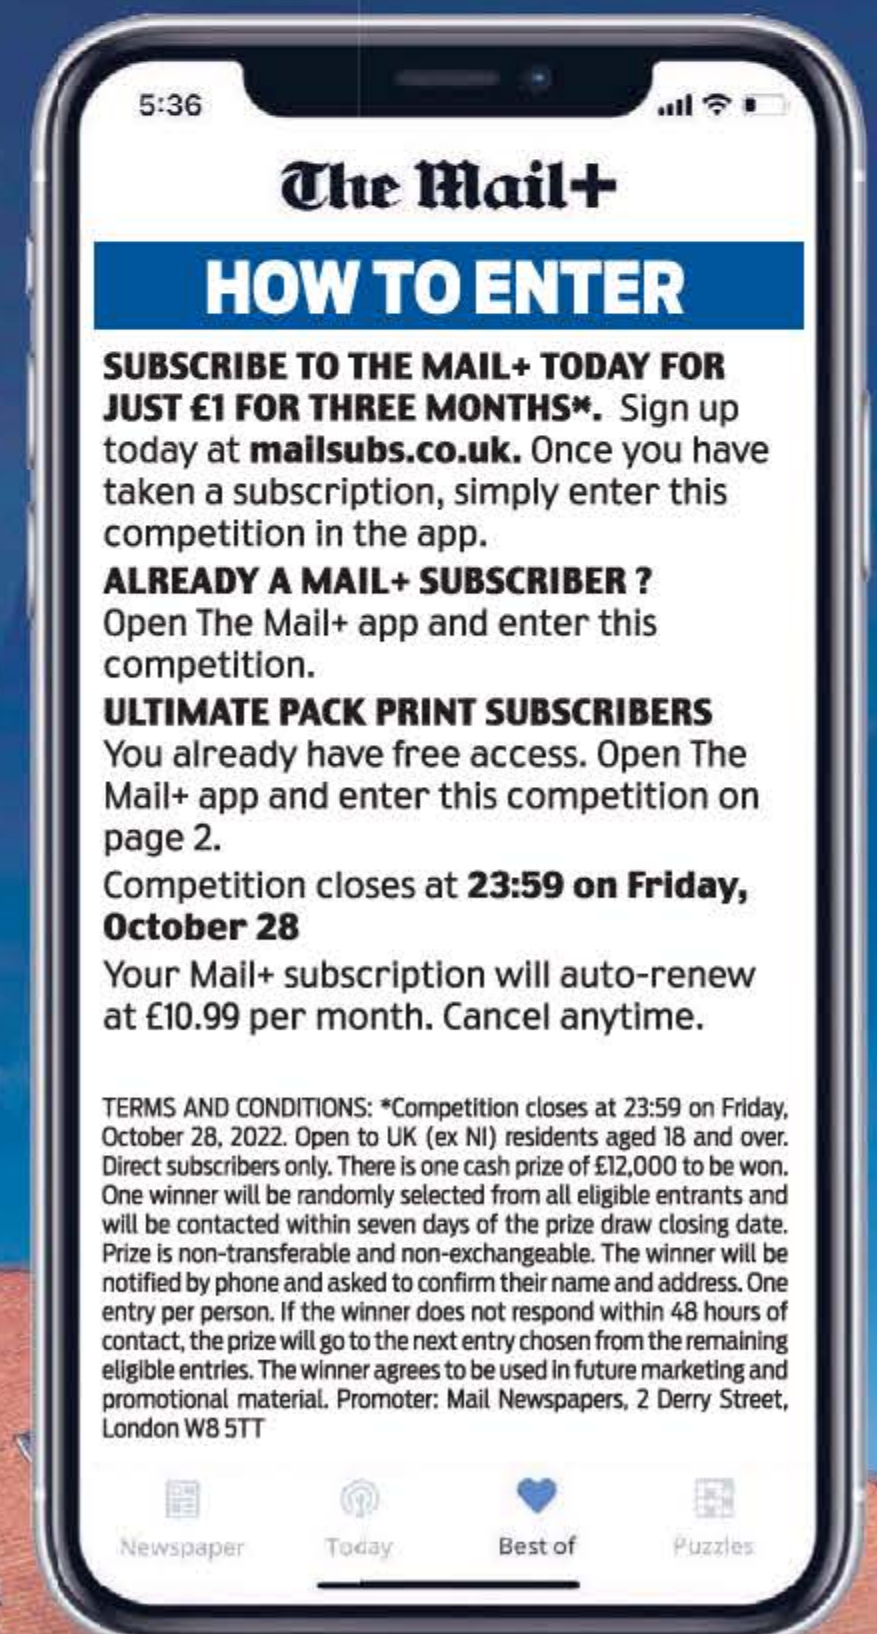 5:36
The Mail+
HOW TO ENTER
SUBSCRIBE TO THE MAIL+ TODAY FOR
JUST £1 FOR THREE MONTHS*. Sign up
today at mailsubs.co.uk. Once you have
taken a subscription, simply enter this
competition in the app.
ALREADY A MAIL+ SUBSCRIBER ?
Open The Mail+ app and enter this
competition.
ULTIMATE PACK PRINT SUBSCRIBERS
You already have free access. Open The
Mail+ app and enter this competition on
page 2.
Competition closes at 23:59 on Friday,
October 28
Your Mail+ subscription will auto-renew
at £10.99 per month. Cancel anytime.
TERMS AND CONDITIONS: *Competition closes at 23:59 on Friday,
October 28, 2022. Open to UK (ex NI) residents aged 18 and over.
Direct subscribers only. There is one cash prize of £12,000 to be won.
One winner will be randomly selected from all eligible entrants and
will be contacted within seven days of the prize draw closing date.
Prize is non-transferable and non-exchangeable. The winner will be
notified by phone and asked to confirm their name and address. One
entry per person. If the winner does not respond within 48 hours of
contact, the prize will go to the next entry chosen from the remaining
eligible entries. The winner agrees to be used in future marketing and
promotional material. Promoter: Mail Newspapers, 2 Derry Street,
London W8 5TT
Newspaper Today Best of Puzzles